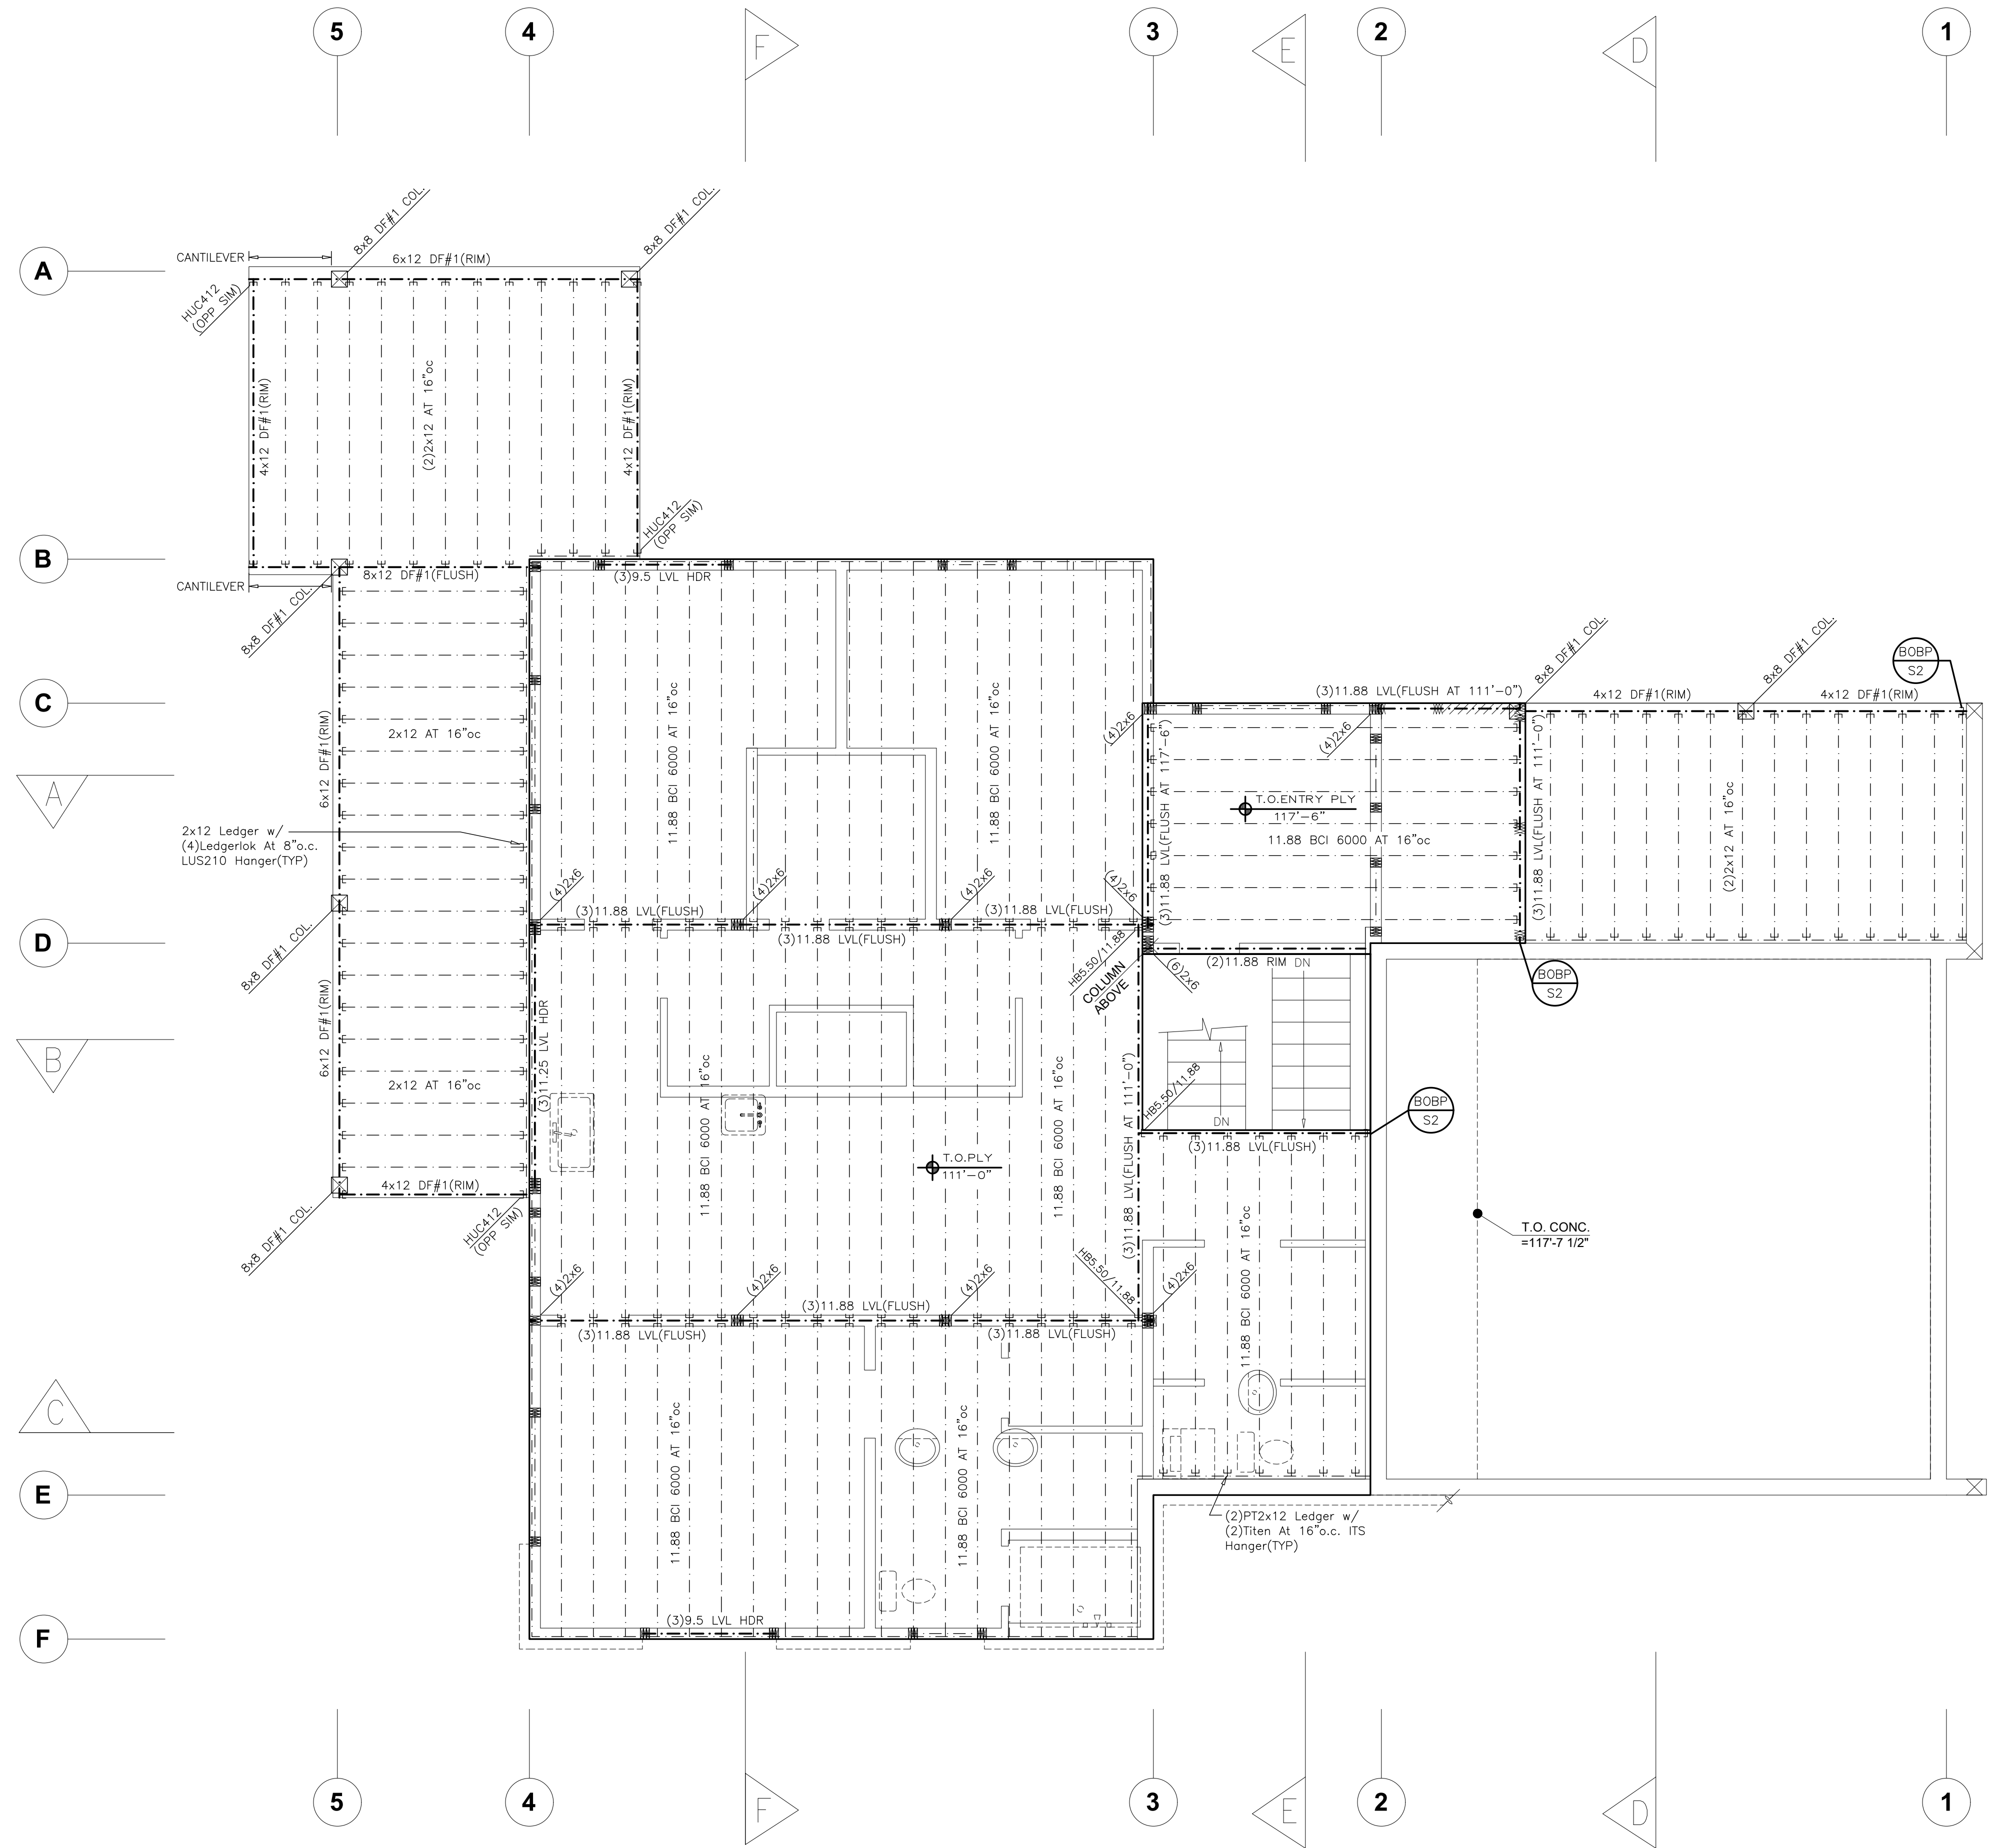 5
4
F
3
E
2
D
1
A
CANTILEVER
8x8 DF#1 COL.
6x12 DF#1(RIM)
8x8 DF#1 COL.
HUC412
(OPP SIM)
4x12 DF#1(RIM)
(2)2x12 AT 16"oc
4x12 DF#1(RIM)
HUC412
(OPP SIM)
B
CANTILEVER
8x12 DF#1(FLUSH)
(3)9.5 LVL HDR
8x8 DF#1 COL.
C
6x12 DF#1(RIM)
2x12 AT 16"oc
11.88 BCI 6000 AT 16"oc
11.88 BCI 6000 AT 16"oc
(3)11.88 LVL(FLUSH AT 111'-0")
8x8 DF#1 COL.
4x12 DF#1(RIM)
8x8 DF#1 COL.
4x12 DF#1(RIM)
BOBP
S2
(4)2x6
(4)2x6
(3)11.88 LVL(FLUSH AT 117'-6")
T.O.ENTRY PLY
117'-6"
11.88 BCI 6000 AT 16"oc
(3)11.88 LVL(FLUSH AT 111'-0")
(2)2x12 AT 16"oc
A
2x12 Ledger w/
(4)Ledgerlok At 8"o.c.
LUS210 Hanger(TYP)
(4)2x6
(4)2x6
(4)2x6
(4)2x6
(3)11.88 LVL(FLUSH)
(3)11.88 LVL(FLUSH)
(3)11.88 LVL(FLUSH)
D
8x8 DF#1 COL.
HB5.50/11.88
COLUMN
ABOVE
(6)2x6
(2)11.88 RIM
DN
BOBP
S2
B
6x12 DF#1(RIM)
2x12 AT 16"oc
(3)11.25 LVL HDR
11.88 BCI 6000 AT 16"oc
11.88 BCI 6000 AT 16"oc
(3)11.88 LVL(FLUSH AT 111'-0")
HB5.50/11.88
DN
BOBP
S2
(3)11.88 LVL(FLUSH)
T.O.PLY
111'-0"
4x12 DF#1(RIM)
8x8 DF#1 COL.
HUC412
(OPP SIM)
T.O. CONC.
=117'-7 1/2"
11.88 BCI 6000 AT 16"oc
(4)2x6
(4)2x6
(4)2x6
HB5.50/11.88
(4)2x6
(3)11.88 LVL(FLUSH)
(3)11.88 LVL(FLUSH)
(3)11.88 LVL(FLUSH)
C
11.88 BCI 6000 AT 16"oc
11.88 BCI 6000 AT 16"oc
E
(2)PT2x12 Ledger w/
(2)Titen At 16"o.c. ITS
Hanger(TYP)
F
(3)9.5 LVL HDR
5
4
F
3
E
2
D
1